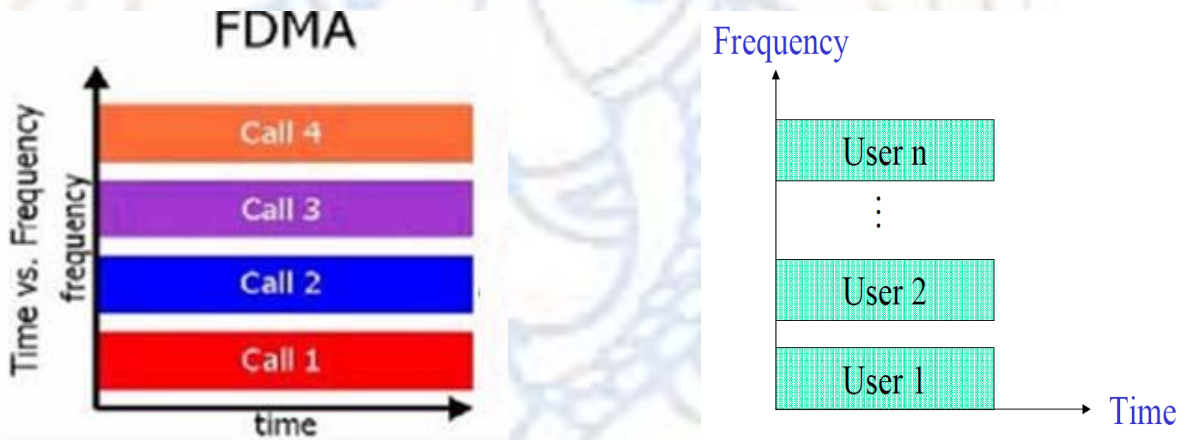 FDMA
Time vs. Frequency
frequency
Call 4
Call 3
Call 2
Call 1
time
Frequency
User n
⋮
User 2
User 1
Time